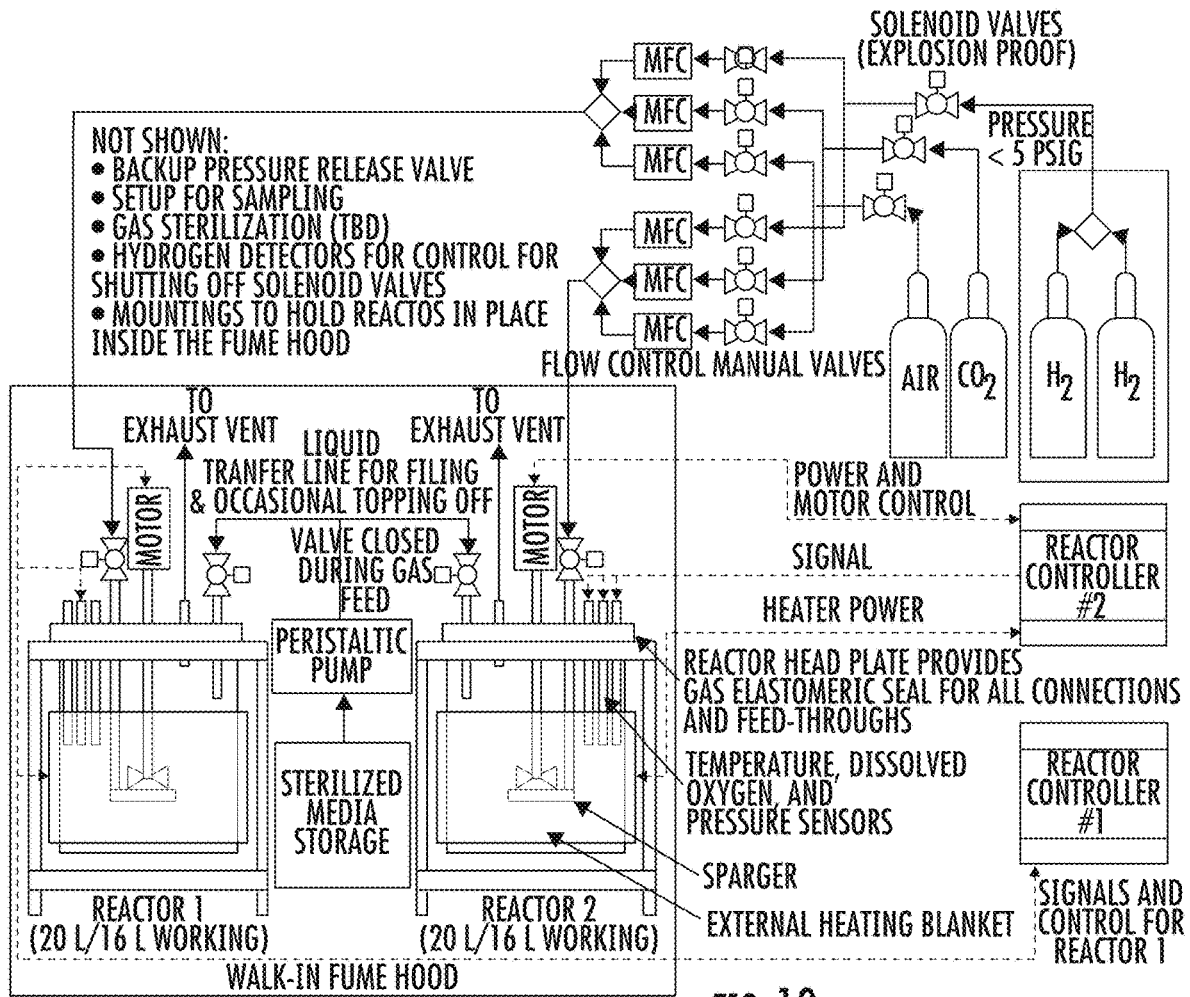 SOLENOID VALVES
(EXPLOSION PROOF)
MFC
MFC
MFC
MFC
MFC
MFC
PRESSURE
< 5 PSIG
NOT SHOWN:
• BACKUP PRESSURE RELEASE VALVE
• SETUP FOR SAMPLING
• GAS STERILIZATION (TBD)
• HYDROGEN DETECTORS FOR CONTROL FOR
SHUTTING OFF SOLENOID VALVES
• MOUNTINGS TO HOLD REACTOS IN PLACE
INSIDE THE FUME HOOD
FLOW CONTROL MANUAL VALVES
AIR
CO2
H2
H2
TO
EXHAUST VENT
TO
EXHAUST VENT
LIQUID
TRANFER LINE FOR FILING
& OCCASIONAL TOPPING OFF
MOTOR
MOTOR
VALVE CLOSED
DURING GAS
FEED
POWER AND
MOTOR CONTROL
SIGNAL
HEATER POWER
REACTOR
CONTROLLER
#2
PERISTALTIC
PUMP
REACTOR HEAD PLATE PROVIDES
GAS ELASTOMERIC SEAL FOR ALL CONNECTIONS
AND FEED-THROUGHS
STERILIZED
MEDIA
STORAGE
TEMPERATURE, DISSOLVED
OXYGEN, AND
PRESSURE SENSORS
REACTOR
CONTROLLER
#1
SPARGER
EXTERNAL HEATING BLANKET
SIGNALS AND
CONTROL FOR
REACTOR 1
REACTOR 1
(20 L/16 L WORKING)
REACTOR 2
(20 L/16 L WORKING)
WALK-IN FUME HOOD